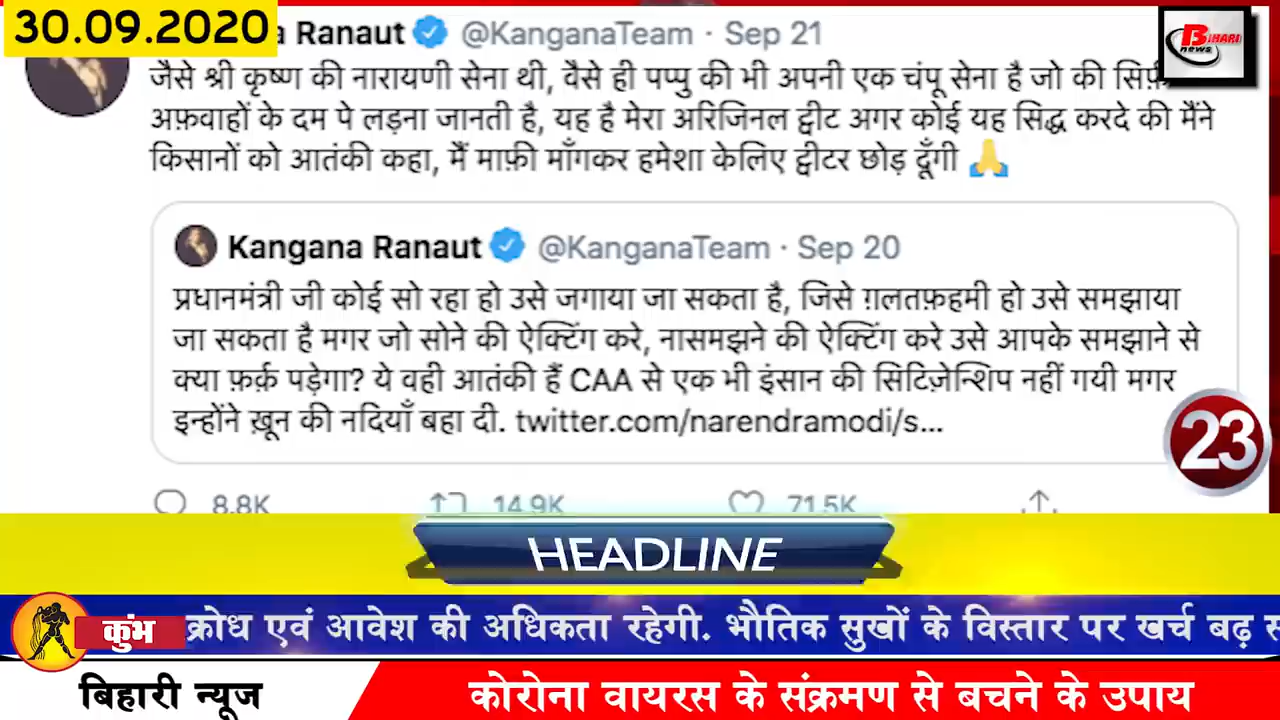 30.09.2020
a Ranaut @KanganaTeam · Sep 21
BIHARI
news
जैसे श्री कृष्ण की नारायणी सेना थी, वैसे ही पप्पु की भी अपनी एक चंपू सेना है जो की
अफ़वाहों के दम पे लड़ना जानती है, यह है मेरा अरिजिनल ट्वीट अगर कोई यह सिद्ध करदे की मैंने
किसानों को आतंकी कहा, मैं माफ़ी माँगकर हमेशा केलिए ट्वीटर छोड़ दूँगी 🙏
Kangana Ranaut @KanganaTeam · Sep 20
प्रधानमंत्री जी कोई सो रहा हो उसे जगाया जा सकता है, जिसे ग़लतफ़हमी हो उसे समझाया
जा सकता है मगर जो सोने की ऐक्टिंग करे, नासमझने की ऐक्टिंग करे उसे आपके समझाने से
क्या फ़र्क़ पड़ेगा? ये वही आतंकी हैं CAA से एक भी इंसान की सिटिज़ेन्शिप नहीं गयी मगर
इन्होंने ख़ून की नदियाँ बहा दी. twitter.com/narendramodi/s...
23
8.8K 14.9K 71.5K
HEADLINE
कुंभ क्रोध एवं आवेश की अधिकता रहेगी. भौतिक सुखों के विस्तार पर खर्च बढ़
बिहारी न्यूज कोरोना वायरस के संक्रमण से बचने के उपाय